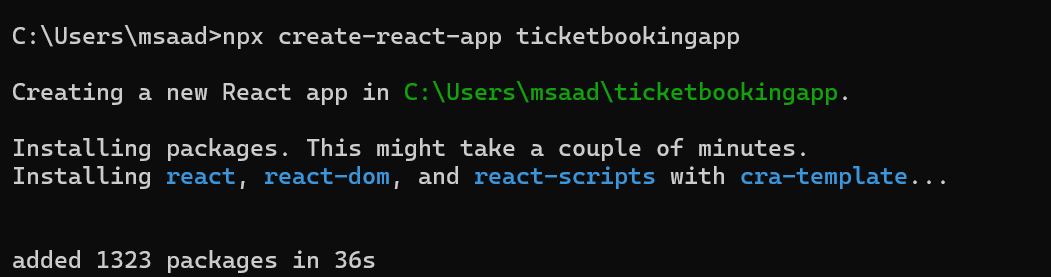 C:\Users\msaad>npx create-react-app ticketbookingapp
Creating a new React app in C:\Users\msaad\ticketbookingapp.
Installing packages. This might take a couple of minutes.
Installing react, react-dom, and react-scripts with cra-template...
added 1323 packages in 36s